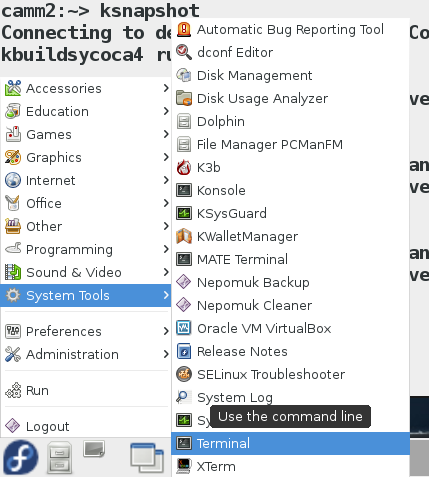 camm2:~> ksnapshot
Connecting to de
kbuildsycoca4 ru
Accessories
Education
Games
Graphics
Internet
Office
Other
Programming
Sound & Video
System Tools
Preferences
Administration
Run
Logout
Automatic Bug Reporting Tool
dconf Editor
Disk Management
Disk Usage Analyzer
Dolphin
File Manager PCManFM
K3b
Konsole
KSysGuard
KWalletManager
MATE Terminal
Nepomuk Backup
Nepomuk Cleaner
Oracle VM VirtualBox
Release Notes
SELinux Troubleshooter
System Log
Sy
Use the command line
Terminal
XTerm
Co
ve
an
ve
an
ve